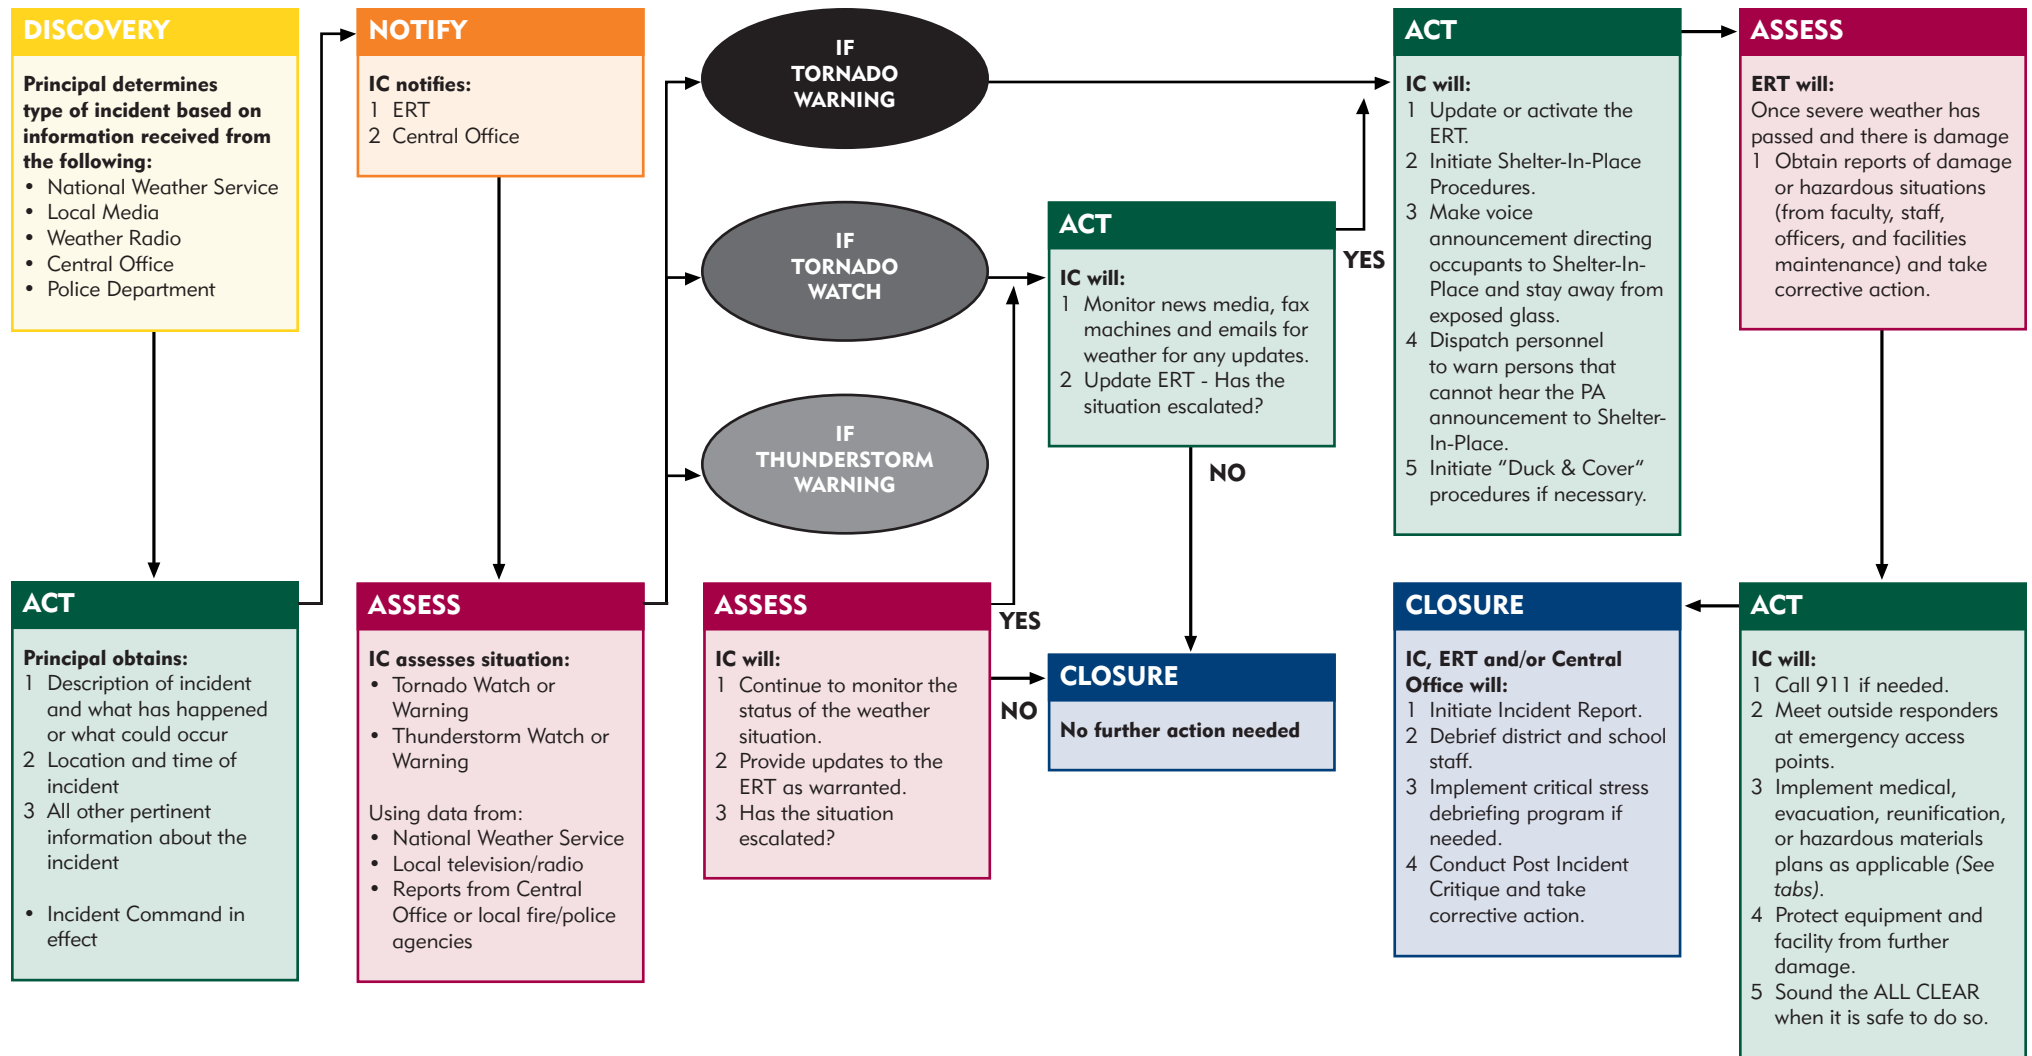 DISCOVERY
Principal determines
type of incident based on
information received from
the following:
• National Weather Service
• Local Media
• Weather Radio
• Central Office
• Police Department
ACT
Principal obtains:
1 Description of incident
and what has happened
or what could occur
2 Location and time of
incident
3 All other pertinent
information about the
incident
• Incident Command in
effect
NOTIFY
IC notifies:
1 ERT
2 Central Office
ASSESS
IC assesses situation:
• Tornado Watch or
Warning
• Thunderstorm Watch or
Warning
Using data from:
• National Weather Service
• Local television/radio
• Reports from Central
Office or local fire/police
agencies
IF
TORNADO
WARNING
IF
TORNADO
WATCH
IF
THUNDERSTORM
WARNING
ASSESS
IC will:
1 Continue to monitor the
status of the weather
situation.
2 Provide updates to the
ERT as warranted.
3 Has the situation
escalated?
YES
NO
ACT
IC will:
1 Monitor news media, fax
machines and emails for
weather for any updates.
2 Update ERT - Has the
situation escalated?
YES
NO
CLOSURE
No further action needed
ACT
IC will:
1 Update or activate the
ERT.
2 Initiate Shelter-In-Place
Procedures.
3 Make voice
announcement directing
occupants to Shelter-In-
Place and stay away from
exposed glass.
4 Dispatch personnel
to warn persons that
cannot hear the PA
announcement to Shelter-
In-Place.
5 Initiate “Duck & Cover”
procedures if necessary.
ASSESS
ERT will:
Once severe weather has
passed and there is damage
1 Obtain reports of damage
or hazardous situations
(from faculty, staff,
officers, and facilities
maintenance) and take
corrective action.
ACT
IC will:
1 Call 911 if needed.
2 Meet outside responders
at emergency access
points.
3 Implement medical,
evacuation, reunification,
or hazardous materials
plans as applicable (See
tabs).
4 Protect equipment and
facility from further
damage.
5 Sound the ALL CLEAR
when it is safe to do so.
CLOSURE
IC, ERT and/or Central
Office will:
1 Initiate Incident Report.
2 Debrief district and school
staff.
3 Implement critical stress
debriefing program if
needed.
4 Conduct Post Incident
Critique and take
corrective action.